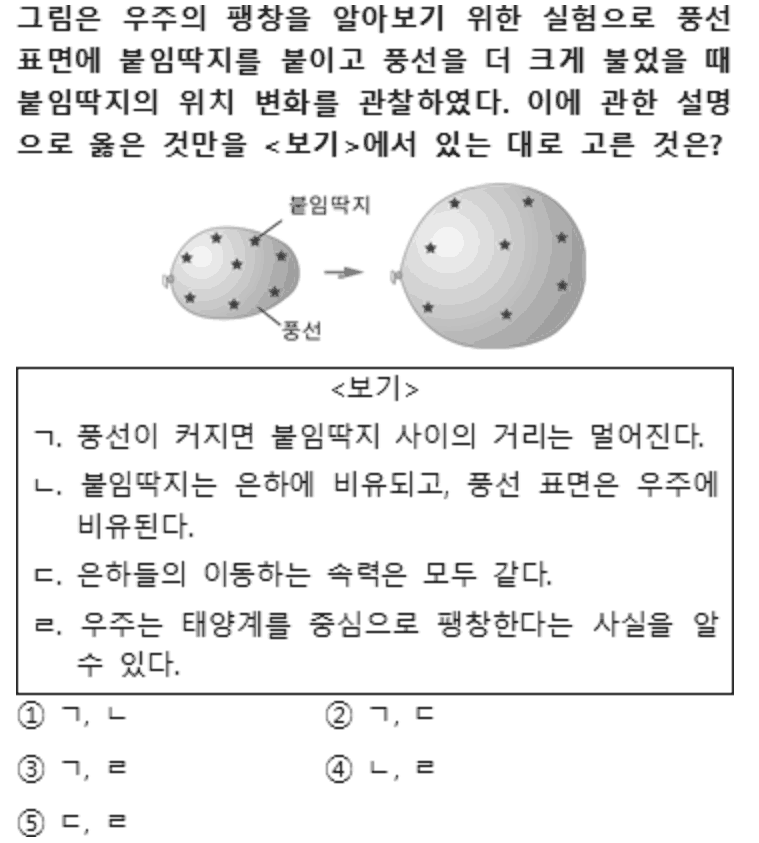 그림은 우주의 팽창을 알아보기 위한 실험으로 풍선
표면에 붙임딱지를 붙이고 풍선을 더 크게 불었을 때
붙임딱지의 위치 변화를 관찰하였다. 이에 관한 설명
으로 옳은 것만을 <보기>에서 있는 대로 고른 것은?
붙임딱지
풍선
<보기>
ㄱ. 풍선이 커지면 붙임딱지 사이의 거리는 멀어진다.
ㄴ. 붙임딱지는 은하에 비유되고, 풍선 표면은 우주에
비유된다.
ㄷ. 은하들의 이동하는 속력은 모두 같다.
ㄹ. 우주는 태양계를 중심으로 팽창한다는 사실을 알
수 있다.
① ㄱ, ㄴ ② ㄱ, ㄷ
③ ㄱ, ㄹ ④ ㄴ, ㄹ
⑤ ㄷ, ㄹ